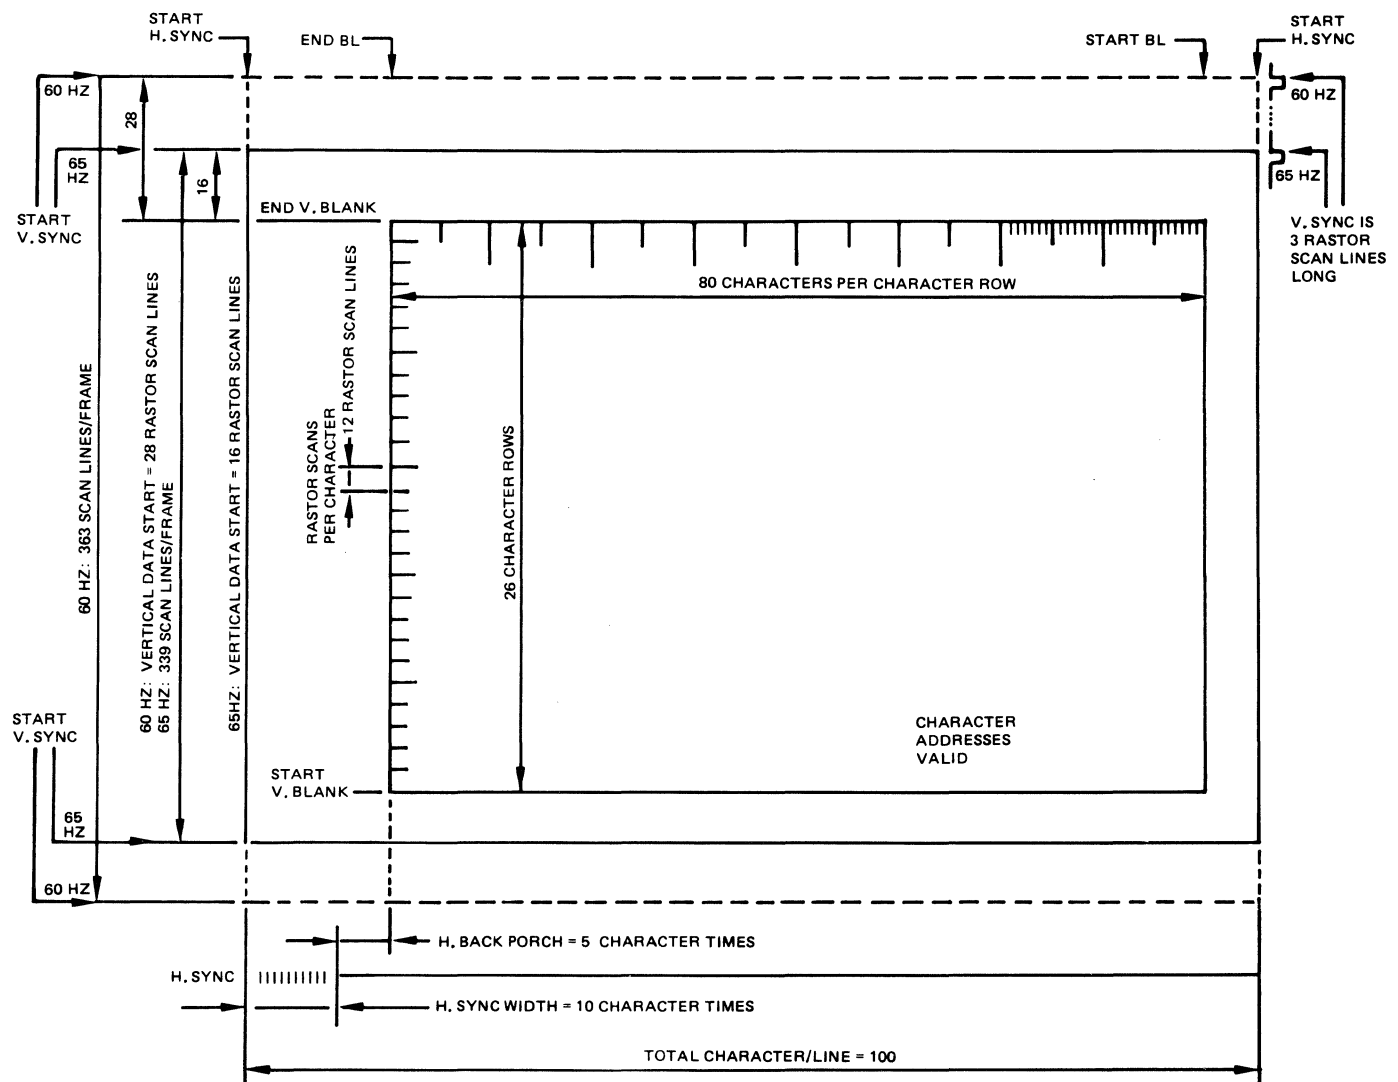 START
H. SYNC
END BL
START BL
START
H. SYNC
60 HZ
28
60 HZ
65
HZ
16
65 HZ
START
V. SYNC
END V. BLANK
V. SYNC IS
3 RASTOR
SCAN LINES
LONG
80 CHARACTERS PER CHARACTER ROW
60 HZ: 363 SCAN LINES/FRAME
60 HZ: VERTICAL DATA START = 28 RASTOR SCAN LINES
65 HZ: 339 SCAN LINES/FRAME
65HZ: VERTICAL DATA START = 16 RASTOR SCAN LINES
RASTOR SCANS
PER CHARACTER
12 RASTOR SCAN LINES
26 CHARACTER ROWS
CHARACTER
ADDRESSES
VALID
START
V. SYNC
START
V. BLANK
65
HZ
60 HZ
H. BACK PORCH = 5 CHARACTER TIMES
H. SYNC
H. SYNC WIDTH = 10 CHARACTER TIMES
TOTAL CHARACTER/LINE = 100